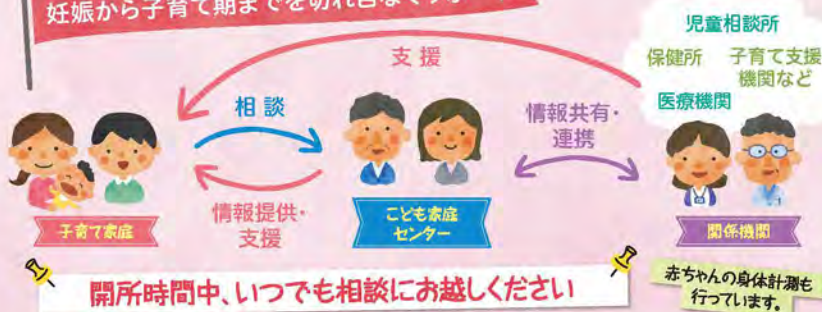 妊娠から子育て期までを切れ目なくサポ
児童相談所
保健所 子育て支援
機関など
医療機関
支援
相談
情報共有・
連携
情報提供・
支援
子育て家庭
こども家庭
センター
関係機関
開所時間中、いつでも相談にお越しください
赤ちゃんの身体計測も
行っています。